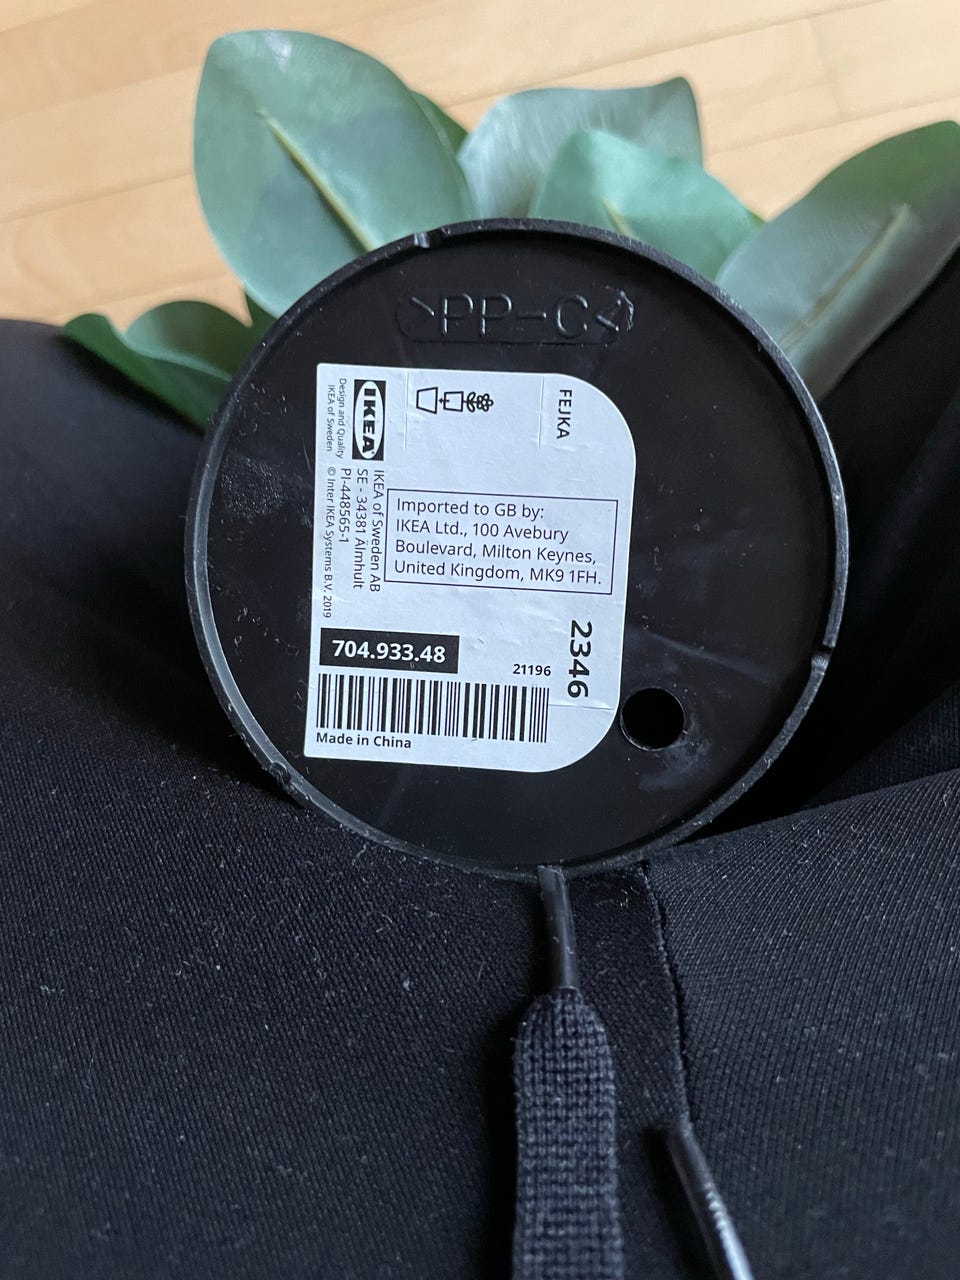 >PP-C<
FEJKA
IKEA
Design and Quality
IKEA of Sweden
IKEA of Sweden AB
SE - 34381 Älmhult
PI-448565-1
© Inter IKEA Systems B.V. 2019
Imported to GB by:
IKEA Ltd., 100 Avebury
Boulevard, Milton Keynes,
United Kingdom, MK9 1FH.
2346
704.933.48
21196
Made in China